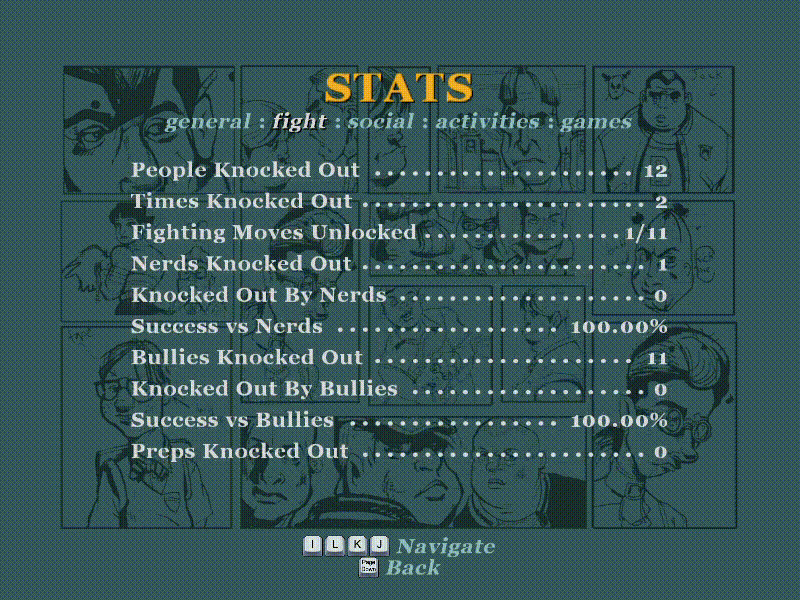 STATS
general : fight : social : activities : games
People Knocked Out ..................... 12
Times Knocked Out ....................... 2
Fighting Moves Unlocked ................ 1/11
Nerds Knocked Out ....................... 1
Knocked Out By Nerds .................... 0
Success vs Nerds .................. 100.00%
Bullies Knocked Out ..................... 11
Knocked Out By Bullies ................... 0
Success vs Bullies ................. 100.00%
Preps Knocked Out ....................... 0
I L K J Navigate
Page Down Back